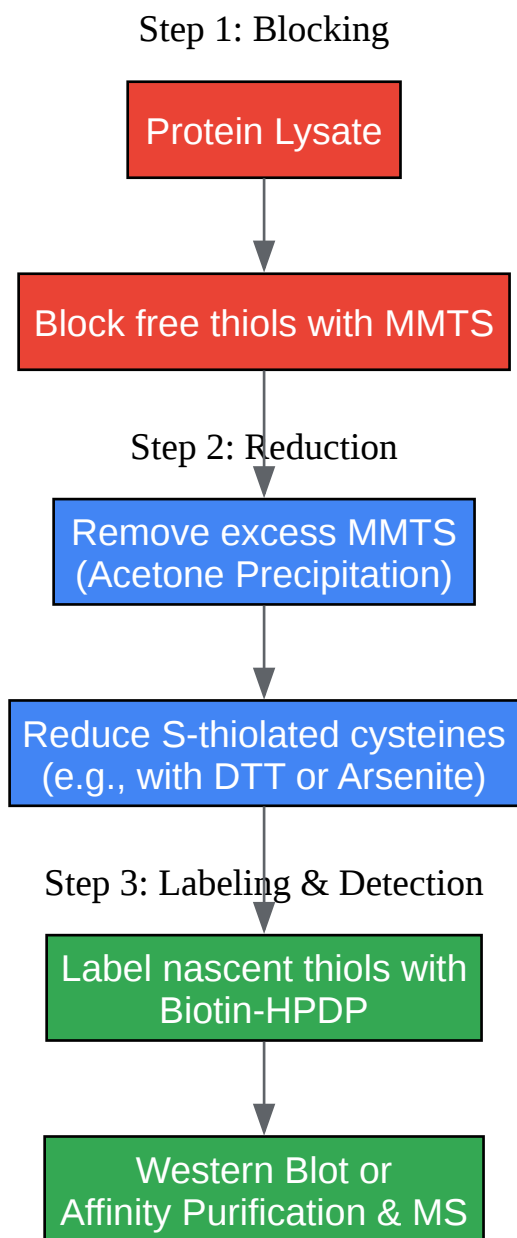 Step 1: Blocking
Protein Lysate
Block free thiols with MMTS
Step 2: Reduction
Remove excess MMTS
(Acetone Precipitation)
Reduce S-thiolated cysteines
(e.g., with DTT or Arsenite)
Step 3: Labeling & Detection
Label nascent thiols with
Biotin-HPDP
Western Blot or
Affinity Purification & MS